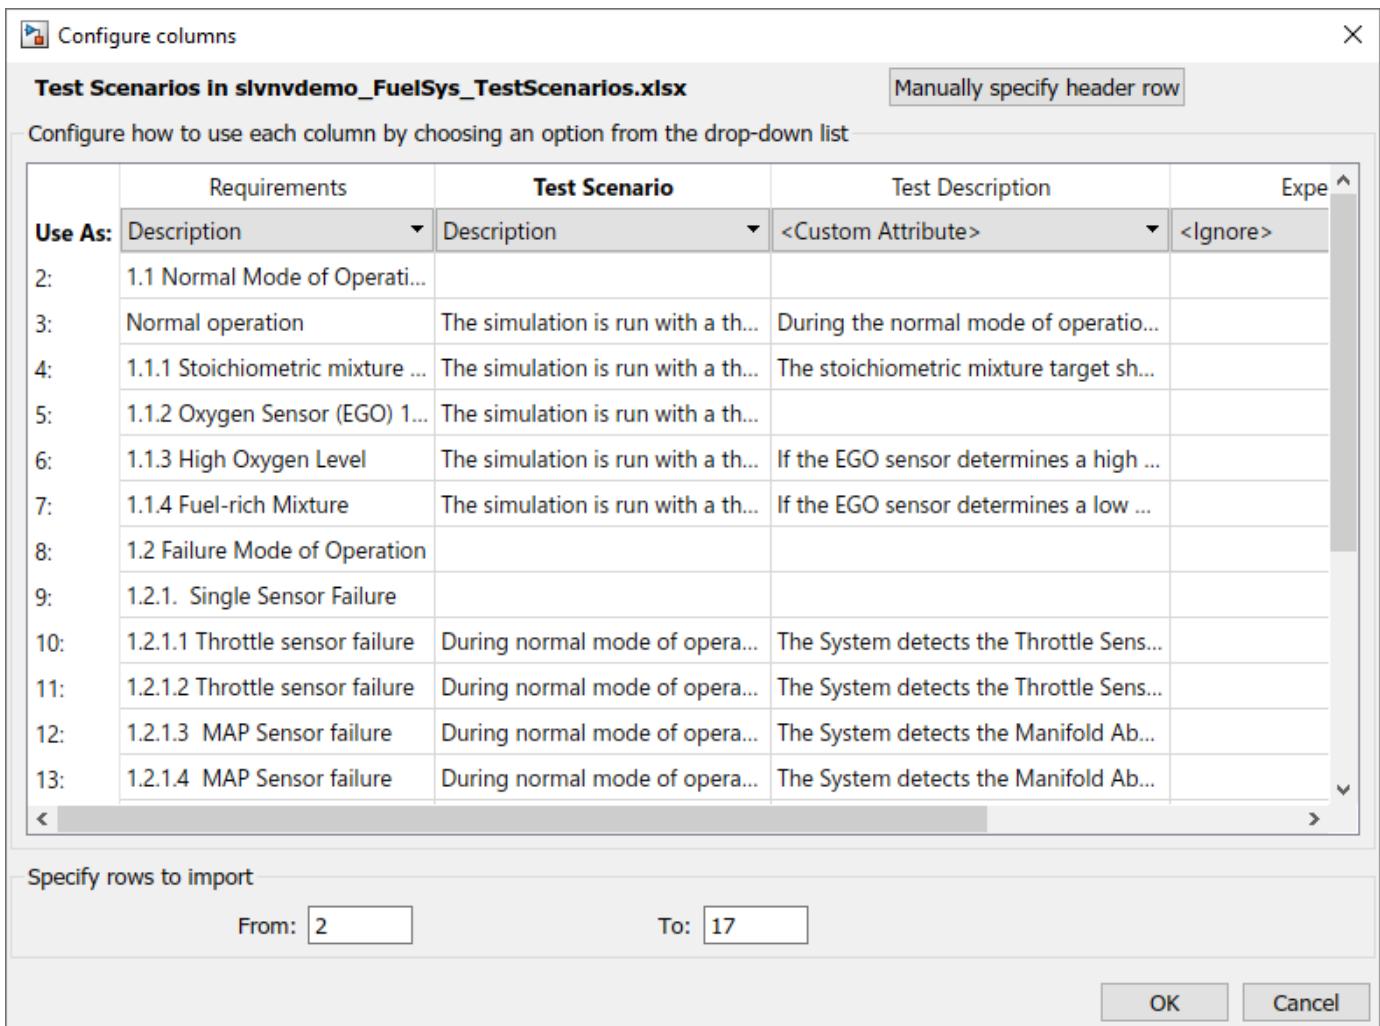 Configure columns
Test Scenarios in slvnvdemo_FuelSys_TestScenarios.xlsx Manually specify header row
Configure how to use each column by choosing an option from the drop-down list
Requirements Test Scenario Test Description Expe
Use As: Description Description <Custom Attribute> <Ignore>
2: 1.1 Normal Mode of Operati...
3: Normal operation The simulation is run with a th... During the normal mode of operatio...
4: 1.1.1 Stoichiometric mixture ... The simulation is run with a th... The stoichiometric mixture target sh...
5: 1.1.2 Oxygen Sensor (EGO) 1... The simulation is run with a th...
6: 1.1.3 High Oxygen Level The simulation is run with a th... If the EGO sensor determines a high ...
7: 1.1.4 Fuel-rich Mixture The simulation is run with a th... If the EGO sensor determines a low ...
8: 1.2 Failure Mode of Operation
9: 1.2.1. Single Sensor Failure
10: 1.2.1.1 Throttle sensor failure During normal mode of opera... The System detects the Throttle Sens...
11: 1.2.1.2 Throttle sensor failure During normal mode of opera... The System detects the Throttle Sens...
12: 1.2.1.3 MAP Sensor failure During normal mode of opera... The System detects the Manifold Ab...
13: 1.2.1.4 MAP Sensor failure During normal mode of opera... The System detects the Manifold Ab...
Specify rows to import
From: 2 To: 17
OK Cancel